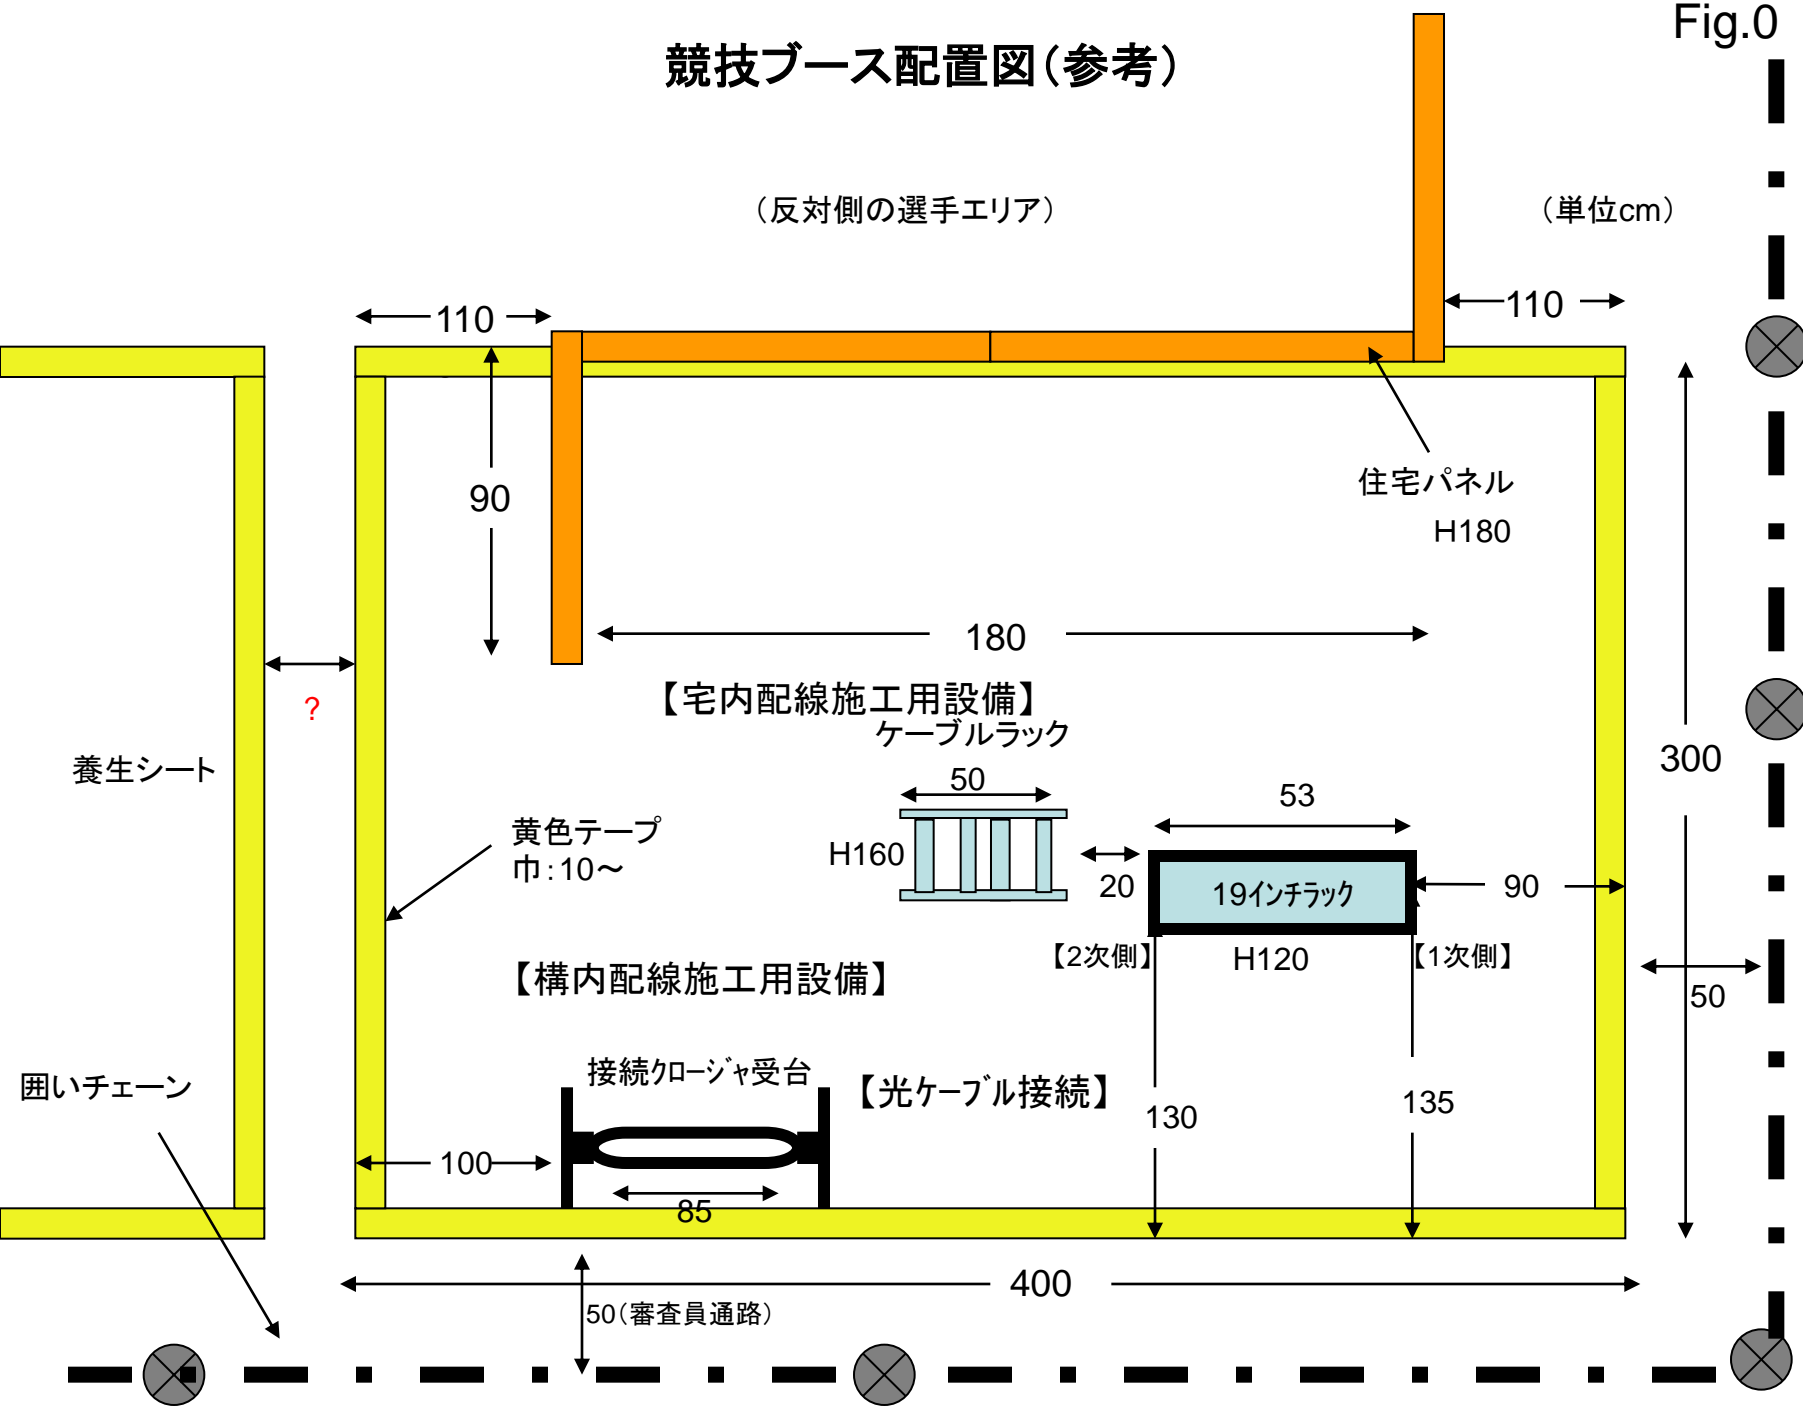 Fig.0
競技ブース配置図(参考)
(反対側の選手エリア)
(単位cm)
110
110
90
住宅パネル
H180
180
?
【宅内配線施工用設備】
ケーブルラック
養生シート
300
50
53
黄色テープ
巾:10～
H160
20
19インチラック
90
【2次側】
H120
【1次側】
【構内配線施工用設備】
50
接続クロージャ受台
囲いチェーン
【光ケーブル接続】
130
135
100
85
400
50(審査員通路)